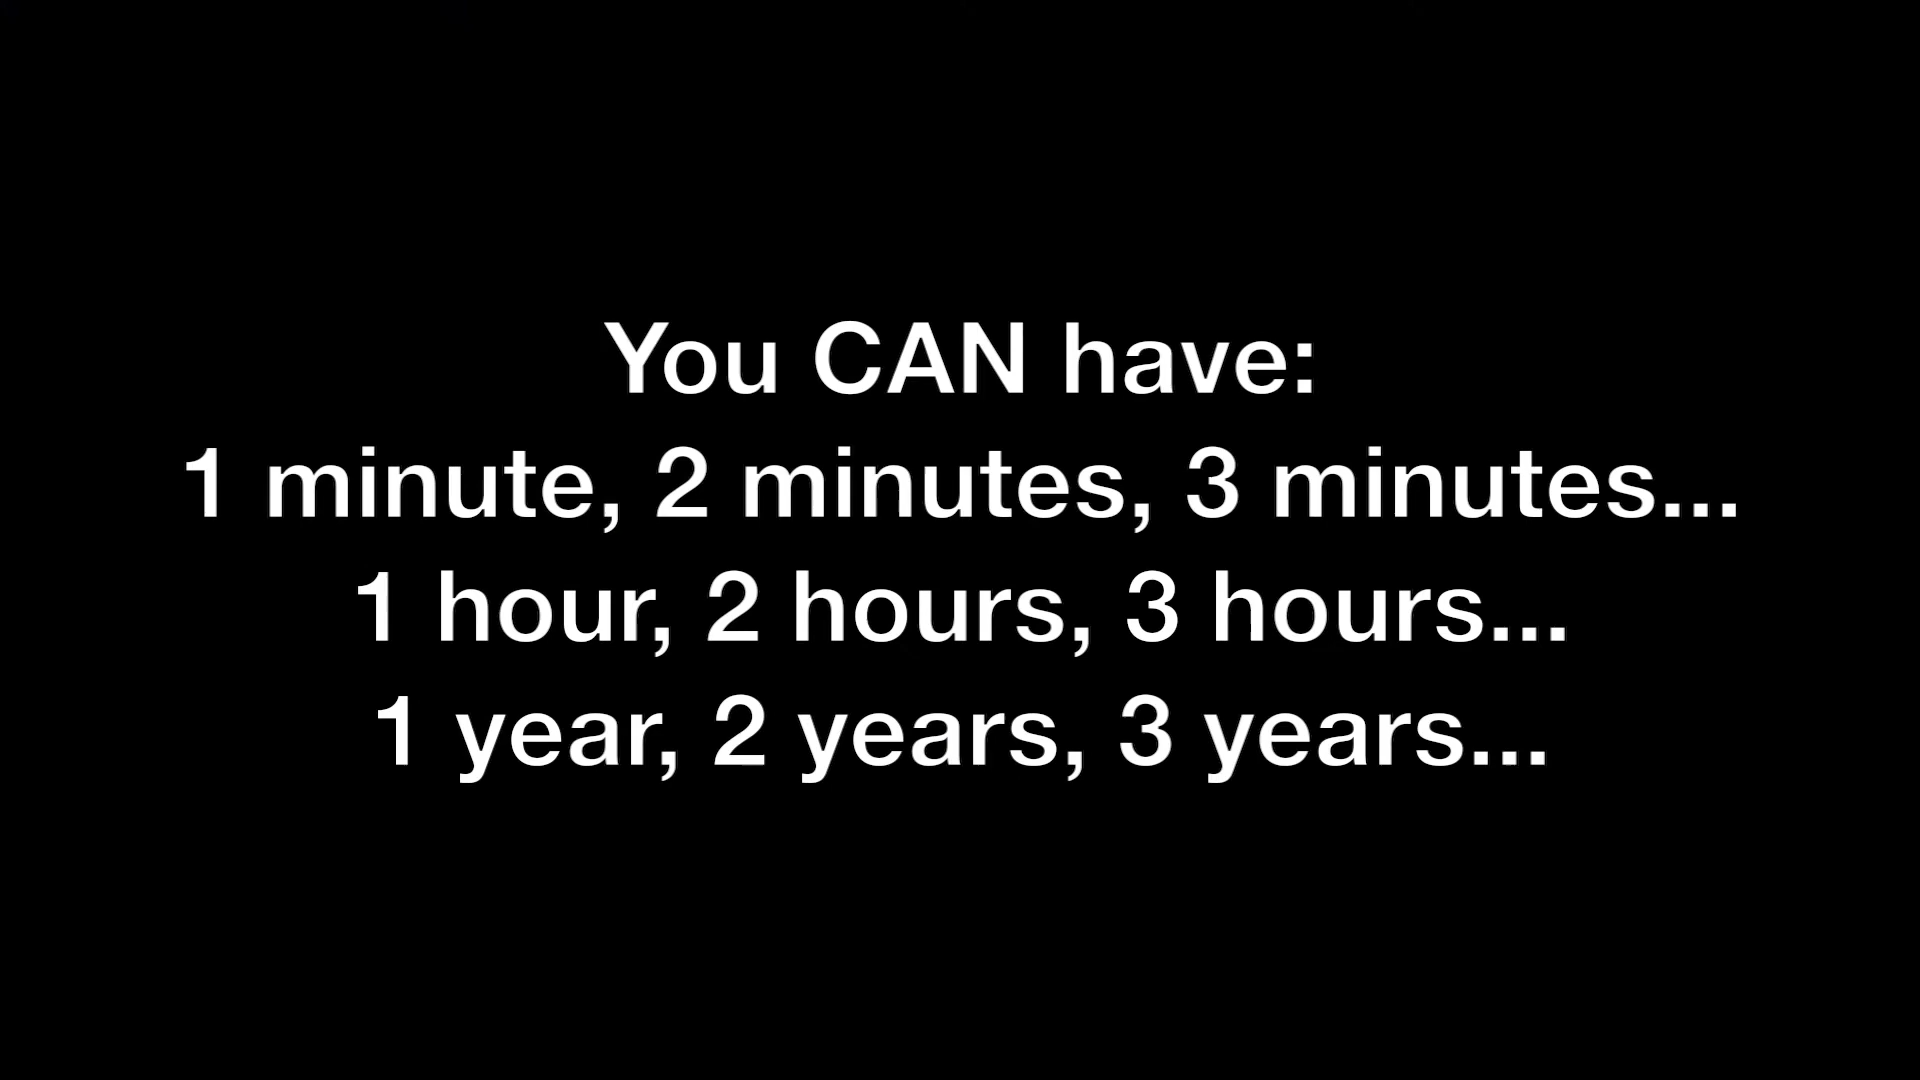 You CAN have:
1 minute, 2 minutes, 3 minutes...
1 hour, 2 hours, 3 hours...
1 year, 2 years, 3 years...